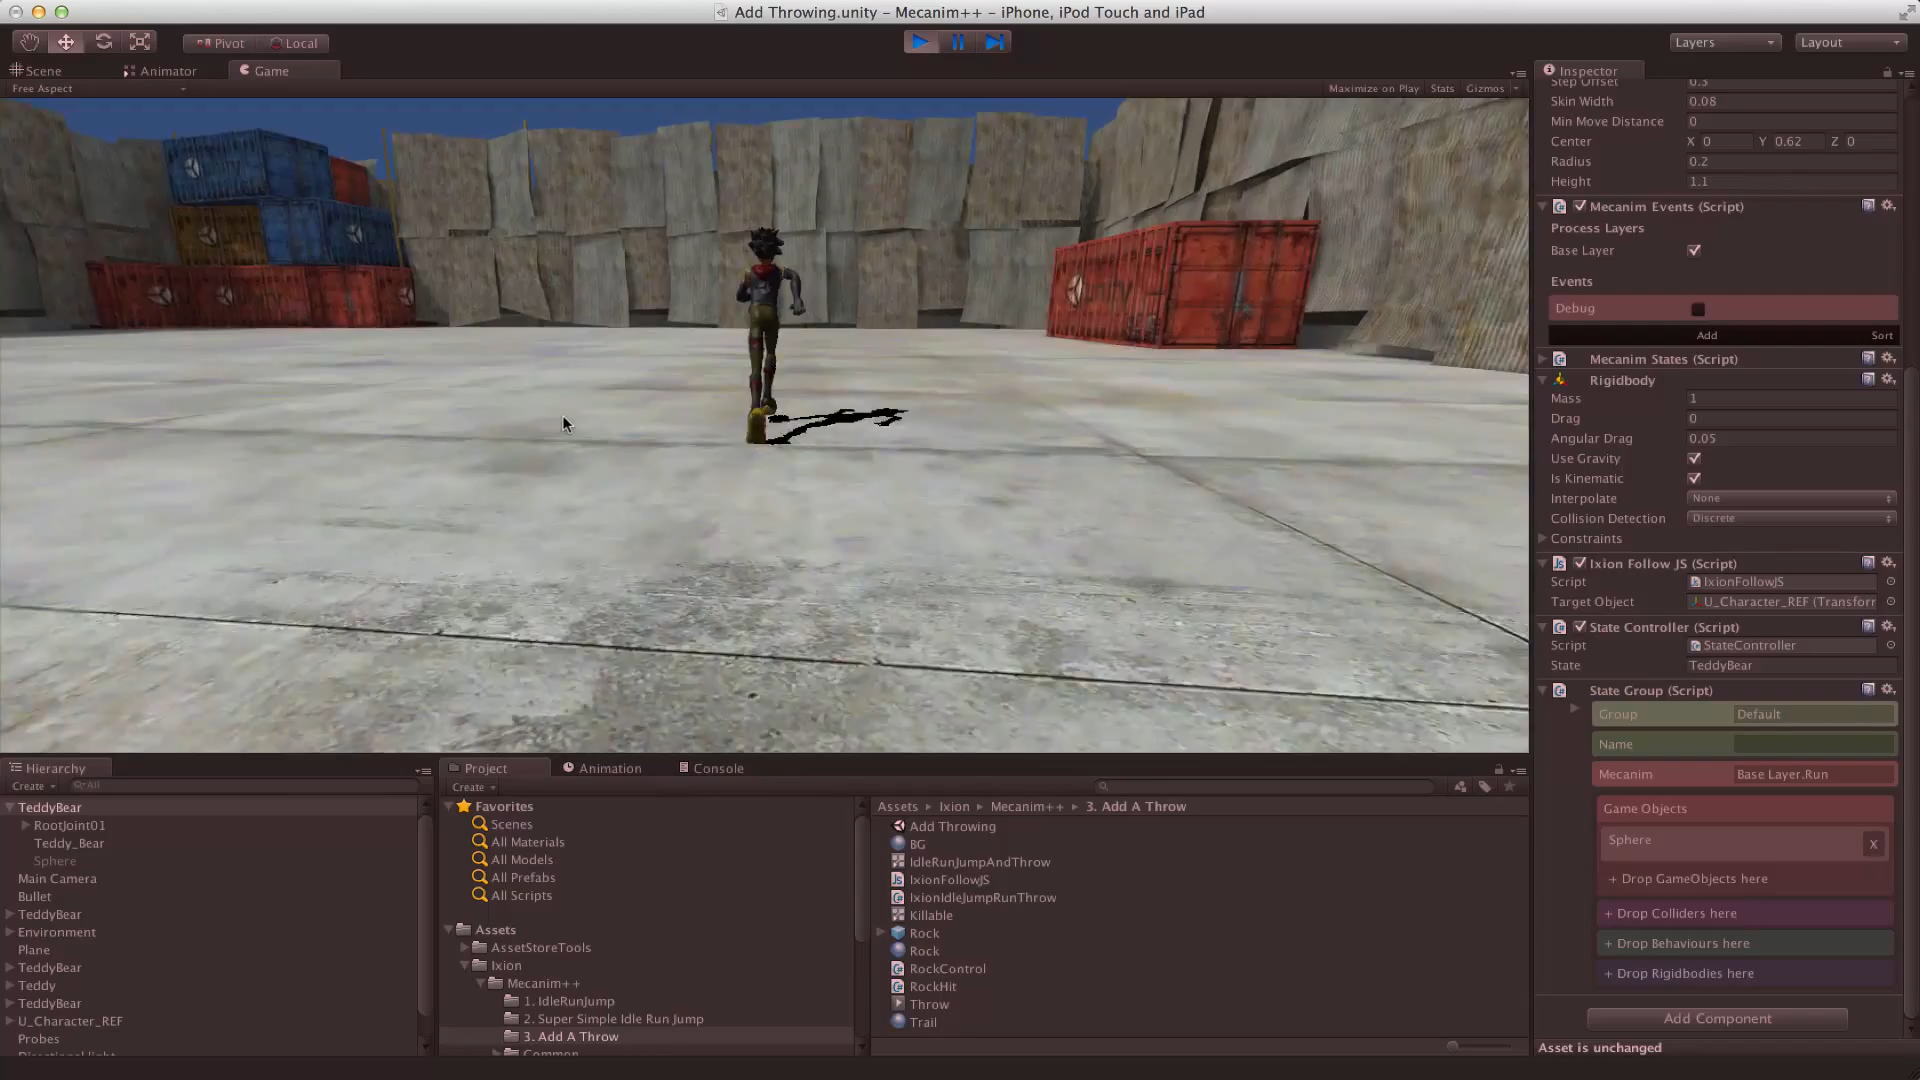 Add Throwing.unity – Mecanim++ – iPhone, iPod Touch and iPad
Pivot Local
Layers Layout
Scene Animator Game
Free Aspect
Maximize on Play Stats Gizmos
Inspector
Step Offset 0.3
Skin Width 0.08
Min Move Distance 0
Center X 0 Y 0.62 Z 0
Radius 0.2
Height 1.1
Mecanim Events (Script)
Process Layers
Base Layer
Events
Debug
Add Sort
Mecanim States (Script)
Rigidbody
Mass 1
Drag 0
Angular Drag 0.05
Use Gravity
Is Kinematic
Interpolate None
Collision Detection Discrete
Constraints
Ixion Follow JS (Script)
Script IxionFollowJS
Target Object U_Character_REF (Transforr
State Controller (Script)
Script StateController
State TeddyBear
State Group (Script)
Group Default
Name
Mecanim Base Layer.Run
Game Objects
Sphere X
+ Drop GameObjects here
+ Drop Colliders here
+ Drop Behaviours here
+ Drop Rigidbodies here
Add Component
Asset is unchanged
Hierarchy
Create All
TeddyBear
RootJoint01
Teddy_Bear
Sphere
Main Camera
Bullet
TeddyBear
Environment
Plane
TeddyBear
Teddy
TeddyBear
U_Character_REF
Probes
Directional light
Project Animation Console
Create
Favorites
Scenes
All Materials
All Models
All Prefabs
All Scripts
Assets
AssetStoreTools
Ixion
Mecanim++
1. IdleRunJump
2. Super Simple Idle Run Jump
3. Add A Throw
Common
Assets Ixion Mecanim++ 3. Add A Throw
Add Throwing
BG
IdleRunJumpAndThrow
IxionFollowJS
IxionIdleJumpRunThrow
Killable
Rock
Rock
RockControl
RockHit
Throw
Trail